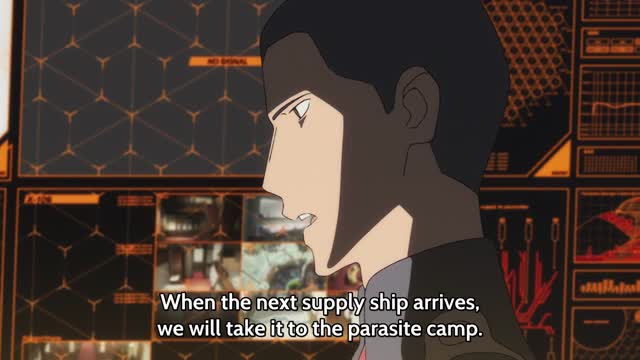 NO SIGNAL
When the next supply ship arrives,
we will take it to the parasite camp.